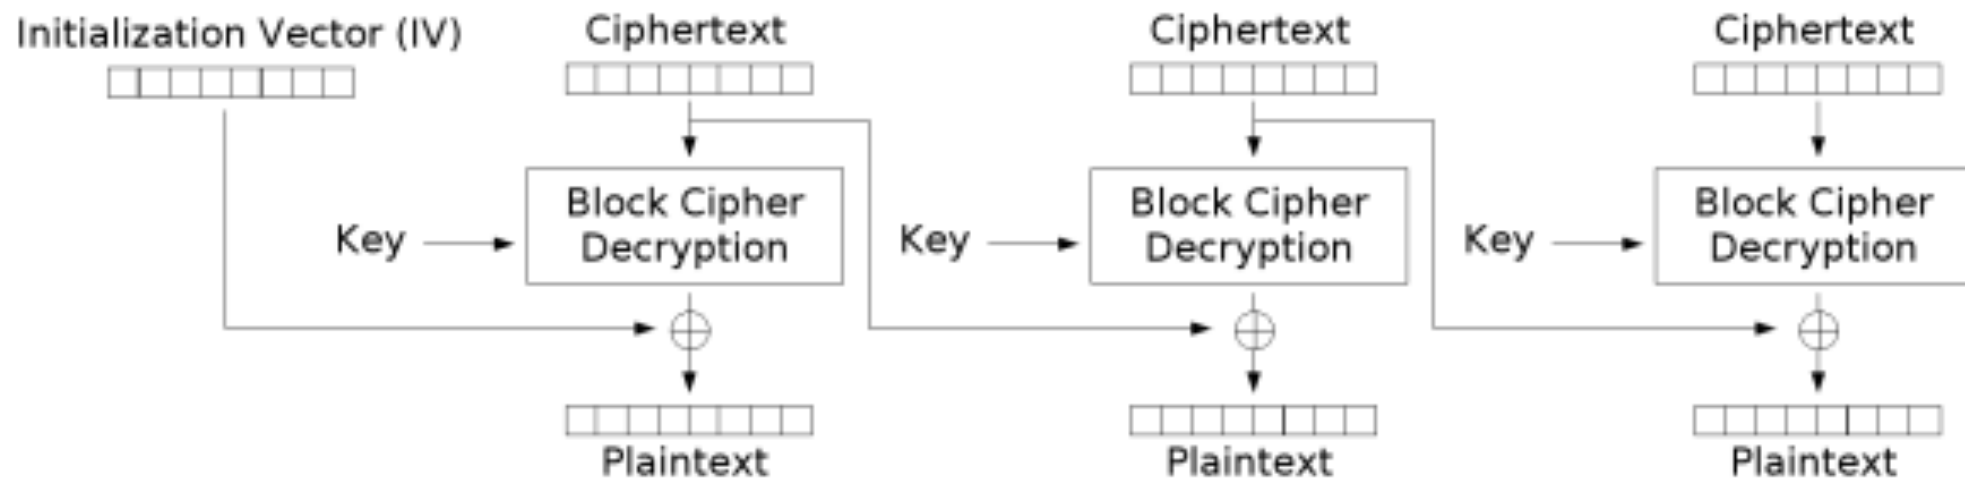 Initialization Vector (IV)
Ciphertext
Ciphertext
Ciphertext
Key
Block Cipher
Decryption
Key
Block Cipher
Decryption
Key
Block Cipher
Decryption
Plaintext
Plaintext
Plaintext